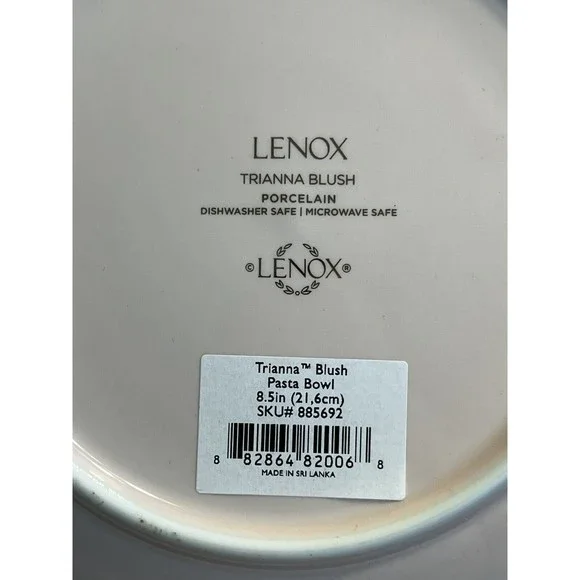 LENOX
TRIANNA BLUSH
PORCELAIN
DISHWASHER SAFE | MICROWAVE SAFE
©LENOX®
Trianna™ Blush
Pasta Bowl
8.5in (21,6cm)
SKU# 885692
8 82864 82006 8
MADE IN SRI LANKA